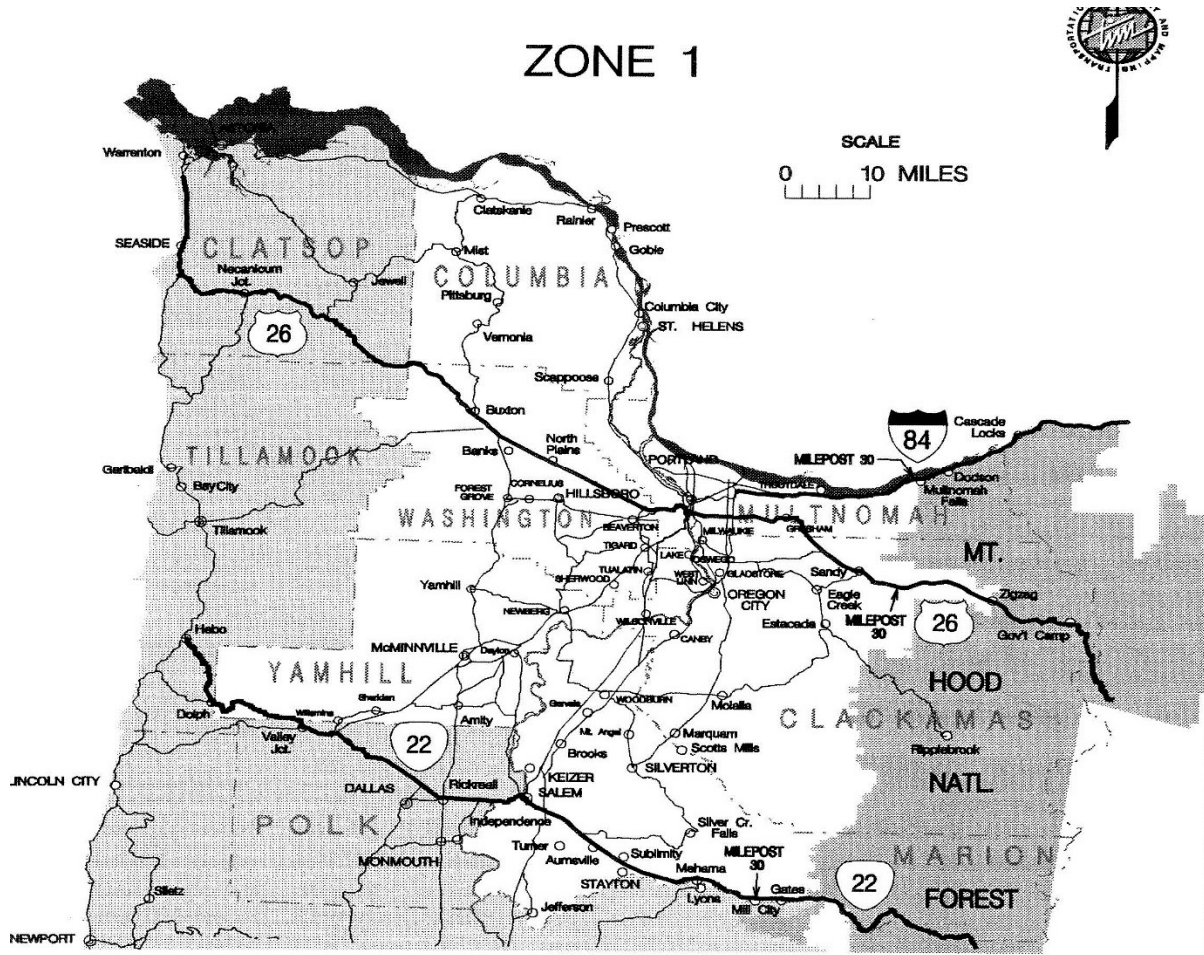 ZONE 1
TRANSPORTATION
AND MAPPING
SCALE
0 10 MILES
Warrenton
Clatskanie
Rainier
Prescott
Goble
SEASIDE
CLATSOP
Necanicum
Jct.
Jewell
Mist
COLUMBIA
Pittsburg
Columbia City
ST. HELENS
26
Vernonia
Scappoose
Buxton
84
Cascade
Locks
TILLAMOOK
Garibaldi
Bay City
Banks
North
Plains
PORTLAND
MILEPOST 30
Dodson
Multnomah
Falls
TROUTDALE
FOREST
GROVE
CORNELIUS
HILLSBORO
Tillamook
WASHINGTON
BEAVERTON
MULTNOMAH
GRESHAM
MILWAUKIE
TIGARD
LAKE
OSWEGO
MT.
TUALATIN
WEST
LINN
GLADSTONE
Sandy
SHERWOOD
Yamhill
OREGON
CITY
Eagle
Creek
MILEPOST
30
26
Zigzag
Gov't Camp
NEWBERG
WILSONVILLE
Estacada
Hebo
CANBY
McMINNVILLE
Dayton
YAMHILL
HOOD
Dolph
Willamina
Sheridan
Amity
Gervais
WOODBURN
Molalla
CLACKAMAS
Valley
Jct.
22
Mt. Angel
Marquam
Scotts Mills
Ripplebrook
Brooks
LINCOLN CITY
KEIZER
SILVERTON
NATL.
DALLAS
Rickreall
SALEM
POLK
Independence
Silver Cr.
Falls
MONMOUTH
Turner
Aumsville
Sublimity
Mehama
MILEPOST
30
MARION
STAYTON
Lyons
Mill City
Gates
22
FOREST
Siletz
Jefferson
NEWPORT